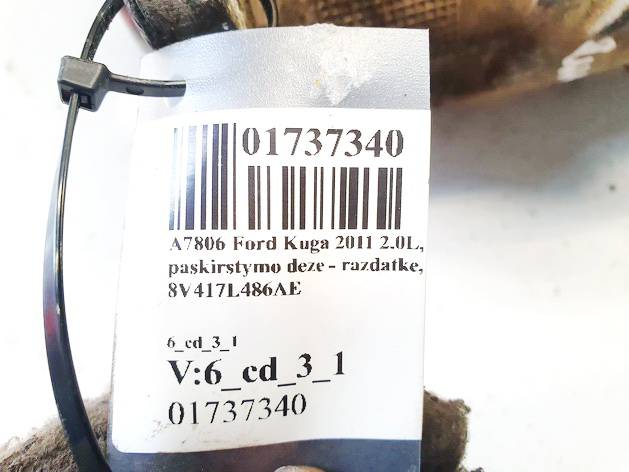 01737340
A7806 Ford Kuga 2011 2.0L,
paskirstymo deze - razdatke,
8V417L486AE
6_cd_3_1
V:6_cd_3_1
01737340